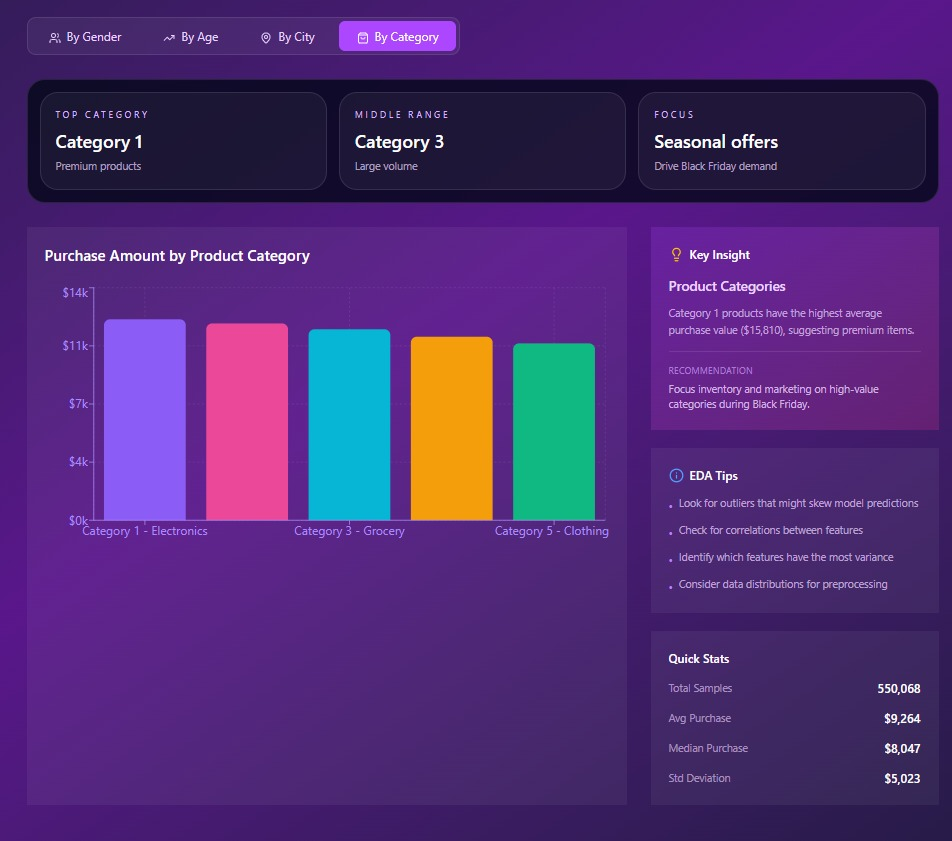 By Gender
By Age
By City
By Category
TOP CATEGORY
Category 1
Premium products
MIDDLE RANGE
Category 3
Large volume
FOCUS
Seasonal offers
Drive Black Friday demand
Purchase Amount by Product Category
$14k
$11k
$7k
$4k
$0k
Category 1 - Electronics
Category 3 - Grocery
Category 5 - Clothing
Key Insight
Product Categories
Category 1 products have the highest average
purchase value ($15,810), suggesting premium items.
RECOMMENDATION
Focus inventory and marketing on high-value
categories during Black Friday.
EDA Tips
• Look for outliers that might skew model predictions
• Check for correlations between features
• Identify which features have the most variance
• Consider data distributions for preprocessing
Quick Stats
Total Samples 550,068
Avg Purchase $9,264
Median Purchase $8,047
Std Deviation $5,023